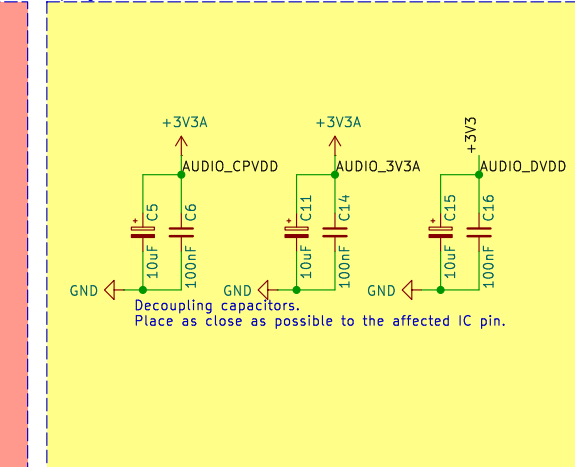 +3V3A
+3V3A
+3V3
AUDIO_CPVDD
AUDIO_3V3A
AUDIO_DVDD
C5
C6
C11
C14
C15
C16
10uF
100nF
10uF
100nF
10uF
100nF
GND
GND
GND
Decoupling capacitors.
Place as close as possible to the affected IC pin.